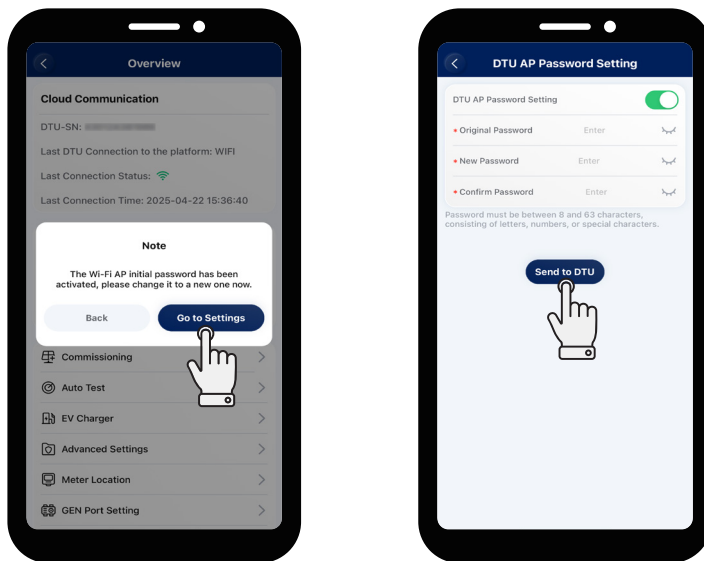 Overview
Cloud Communication
DTU-SN:
Last DTU Connection to the platform: WIFI
Last Connection Status:
Last Connection Time: 2025-04-22 15:36:40
Note
The Wi-Fi AP initial password has been
activated, please change it to a new one now.
Back
Go to Settings
Commissioning
Auto Test
EV Charger
Advanced Settings
Meter Location
GEN Port Setting
DTU AP Password Setting
DTU AP Password Setting
• Original Password Enter
• New Password Enter
• Confirm Password Enter
Password must be between 8 and 63 characters,
consisting of letters, numbers, or special characters.
Send to DTU